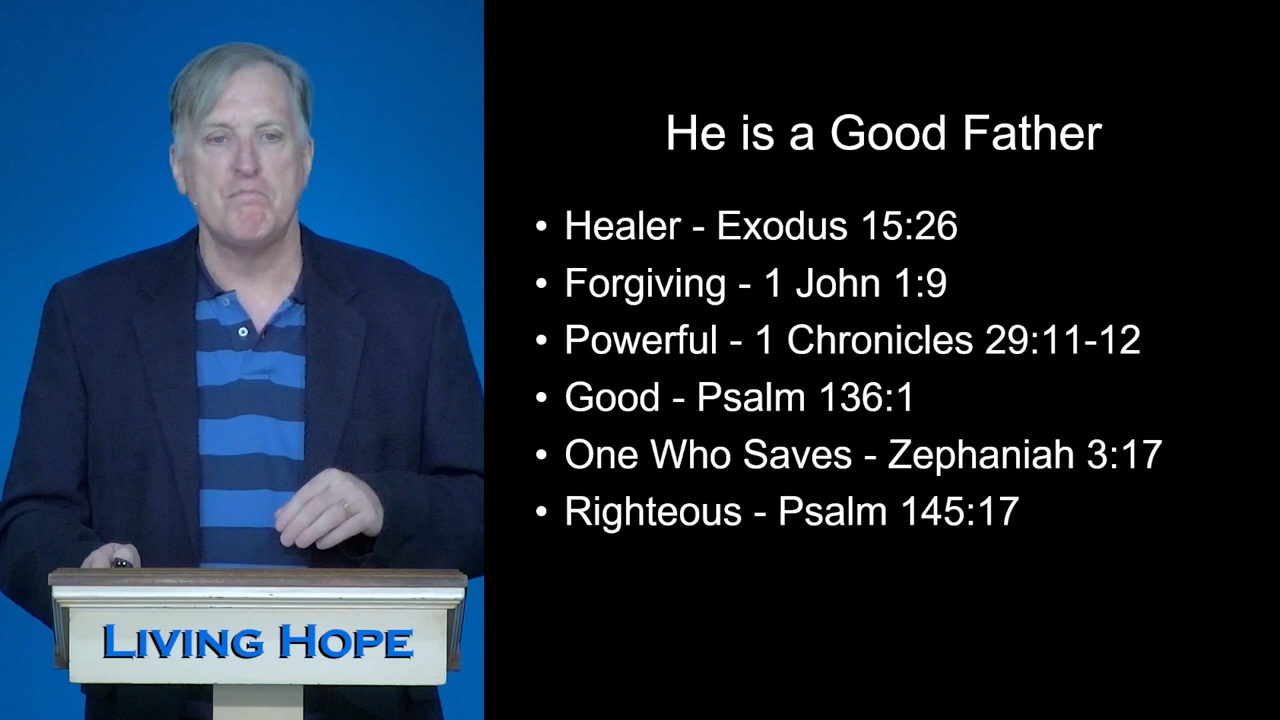 He is a Good Father
• Healer - Exodus 15:26
• Forgiving - 1 John 1:9
• Powerful - 1 Chronicles 29:11-12
• Good - Psalm 136:1
• One Who Saves - Zephaniah 3:17
• Righteous - Psalm 145:17
LIVING HOPE